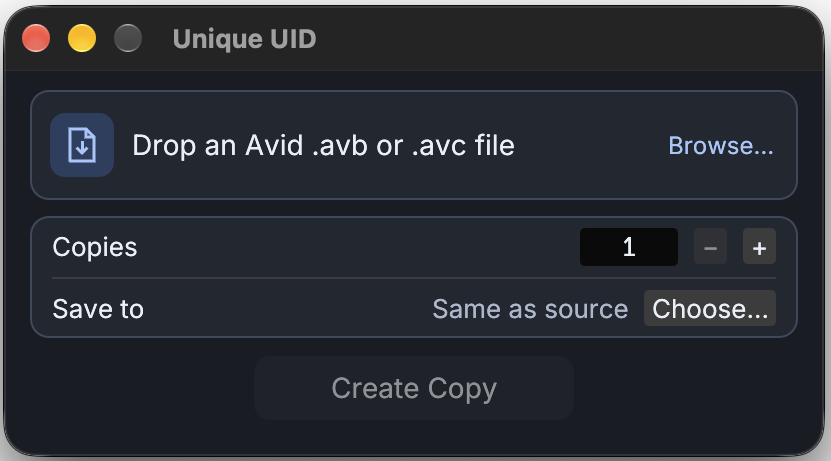 Unique UID
Drop an Avid .avb or .avc file Browse...
Copies 1 − +
Save to Same as source Choose...
Create Copy